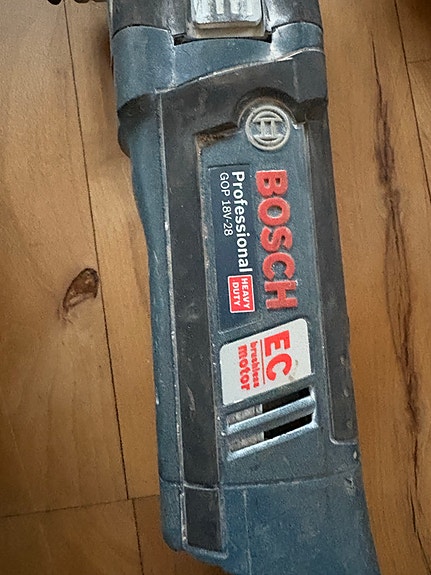 BOSCH
Professional
GOP 18V-28
HEAVY
DUTY
EC
brushless
motor